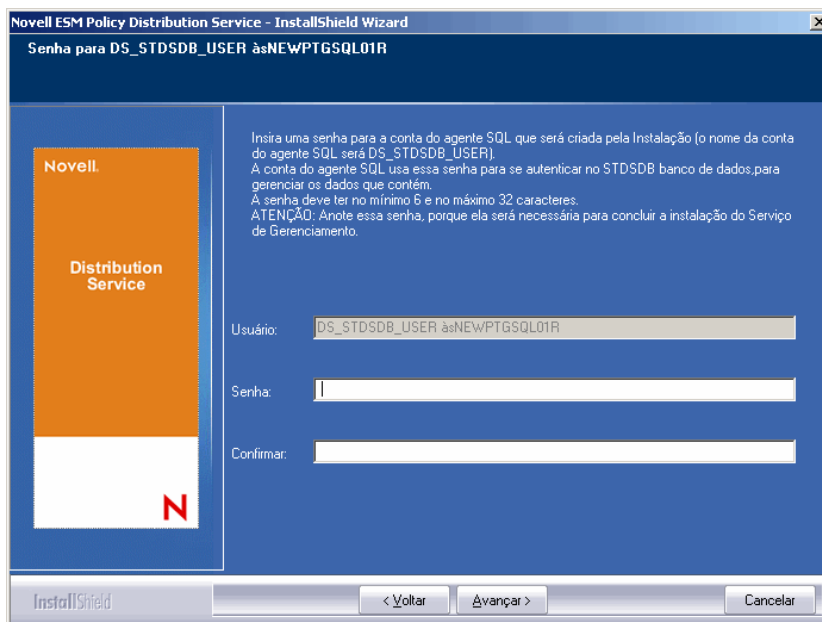 Novell ESM Policy Distribution Service - InstallShield Wizard
Senha para DS_STDSDB_USER àsNEWPTGSQL01R
Insira uma senha para a conta do agente SQL que será criada pela Instalação (o nome da conta
do agente SQL será DS_STDSDB_USER).
A conta do agente SQL usa essa senha para se autenticar no STDSDB banco de dados,para
gerenciar os dados que contém.
A senha deve ter no mínimo 6 e no máximo 32 caracteres.
ATENÇÃO: Anote essa senha, porque ela será necessária para concluir a instalação do Serviço
de Gerenciamento.
Novell.
Distribution
Service
Usuário:
DS_STDSDB_USER àsNEWPTGSQL01R
Senha:
Confirmar:
N
InstallShield
< Voltar
Avançar >
Cancelar